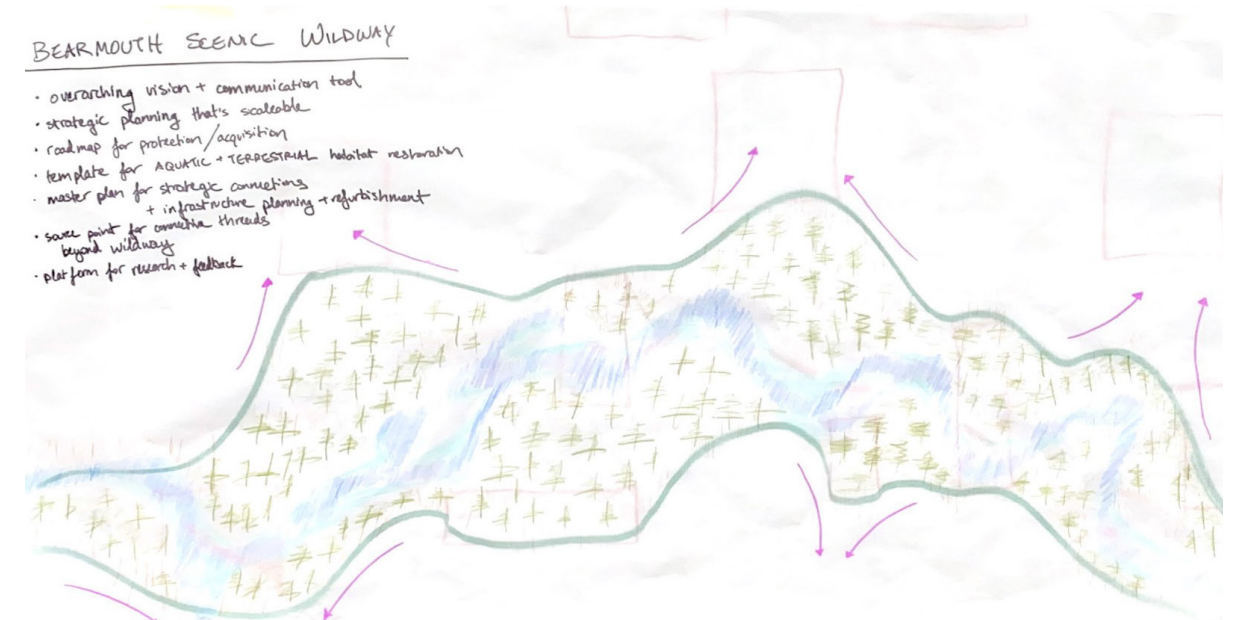 BEARMOUTH SCENIC WILDWAY
· overarching vision + communication tool
· strategic planning that's scaleable
· roadmap for protection/acquisition
· template for AQUATIC + TERRESTRIAL habitat restoration
· master plan for strategic connections
+ infrastructure planning + refurbishment
· point for connective threads
beyond wildway
· platform for research + feedback